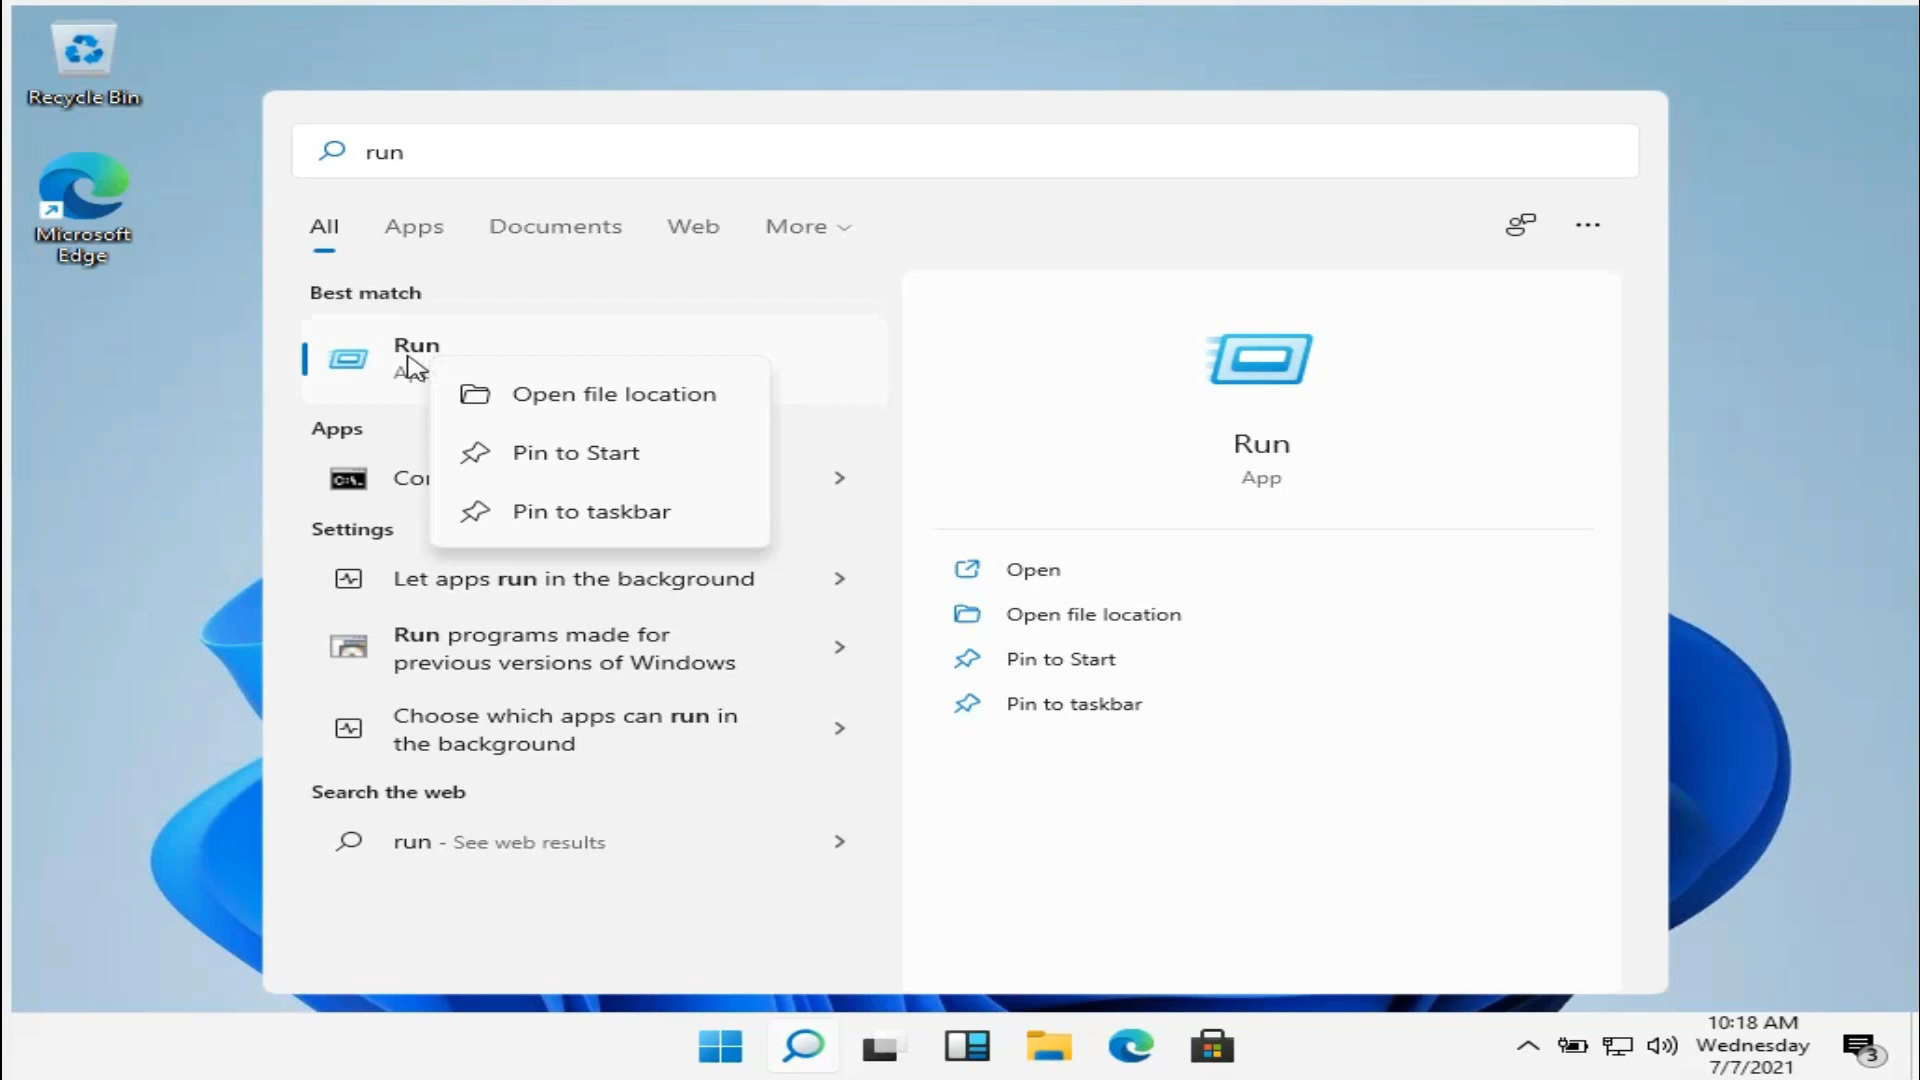 Recycle Bin
Microsoft
Edge
run
All
Apps
Documents
Web
More
Best match
Run
Open file location
Pin to Start
Pin to taskbar
Apps
Settings
Let apps run in the background
Run programs made for
previous versions of Windows
Choose which apps can run in
the background
Search the web
run - See web results
Run
App
Open
Open file location
Pin to Start
Pin to taskbar
10:18 AM
Wednesday
7/7/2021
3